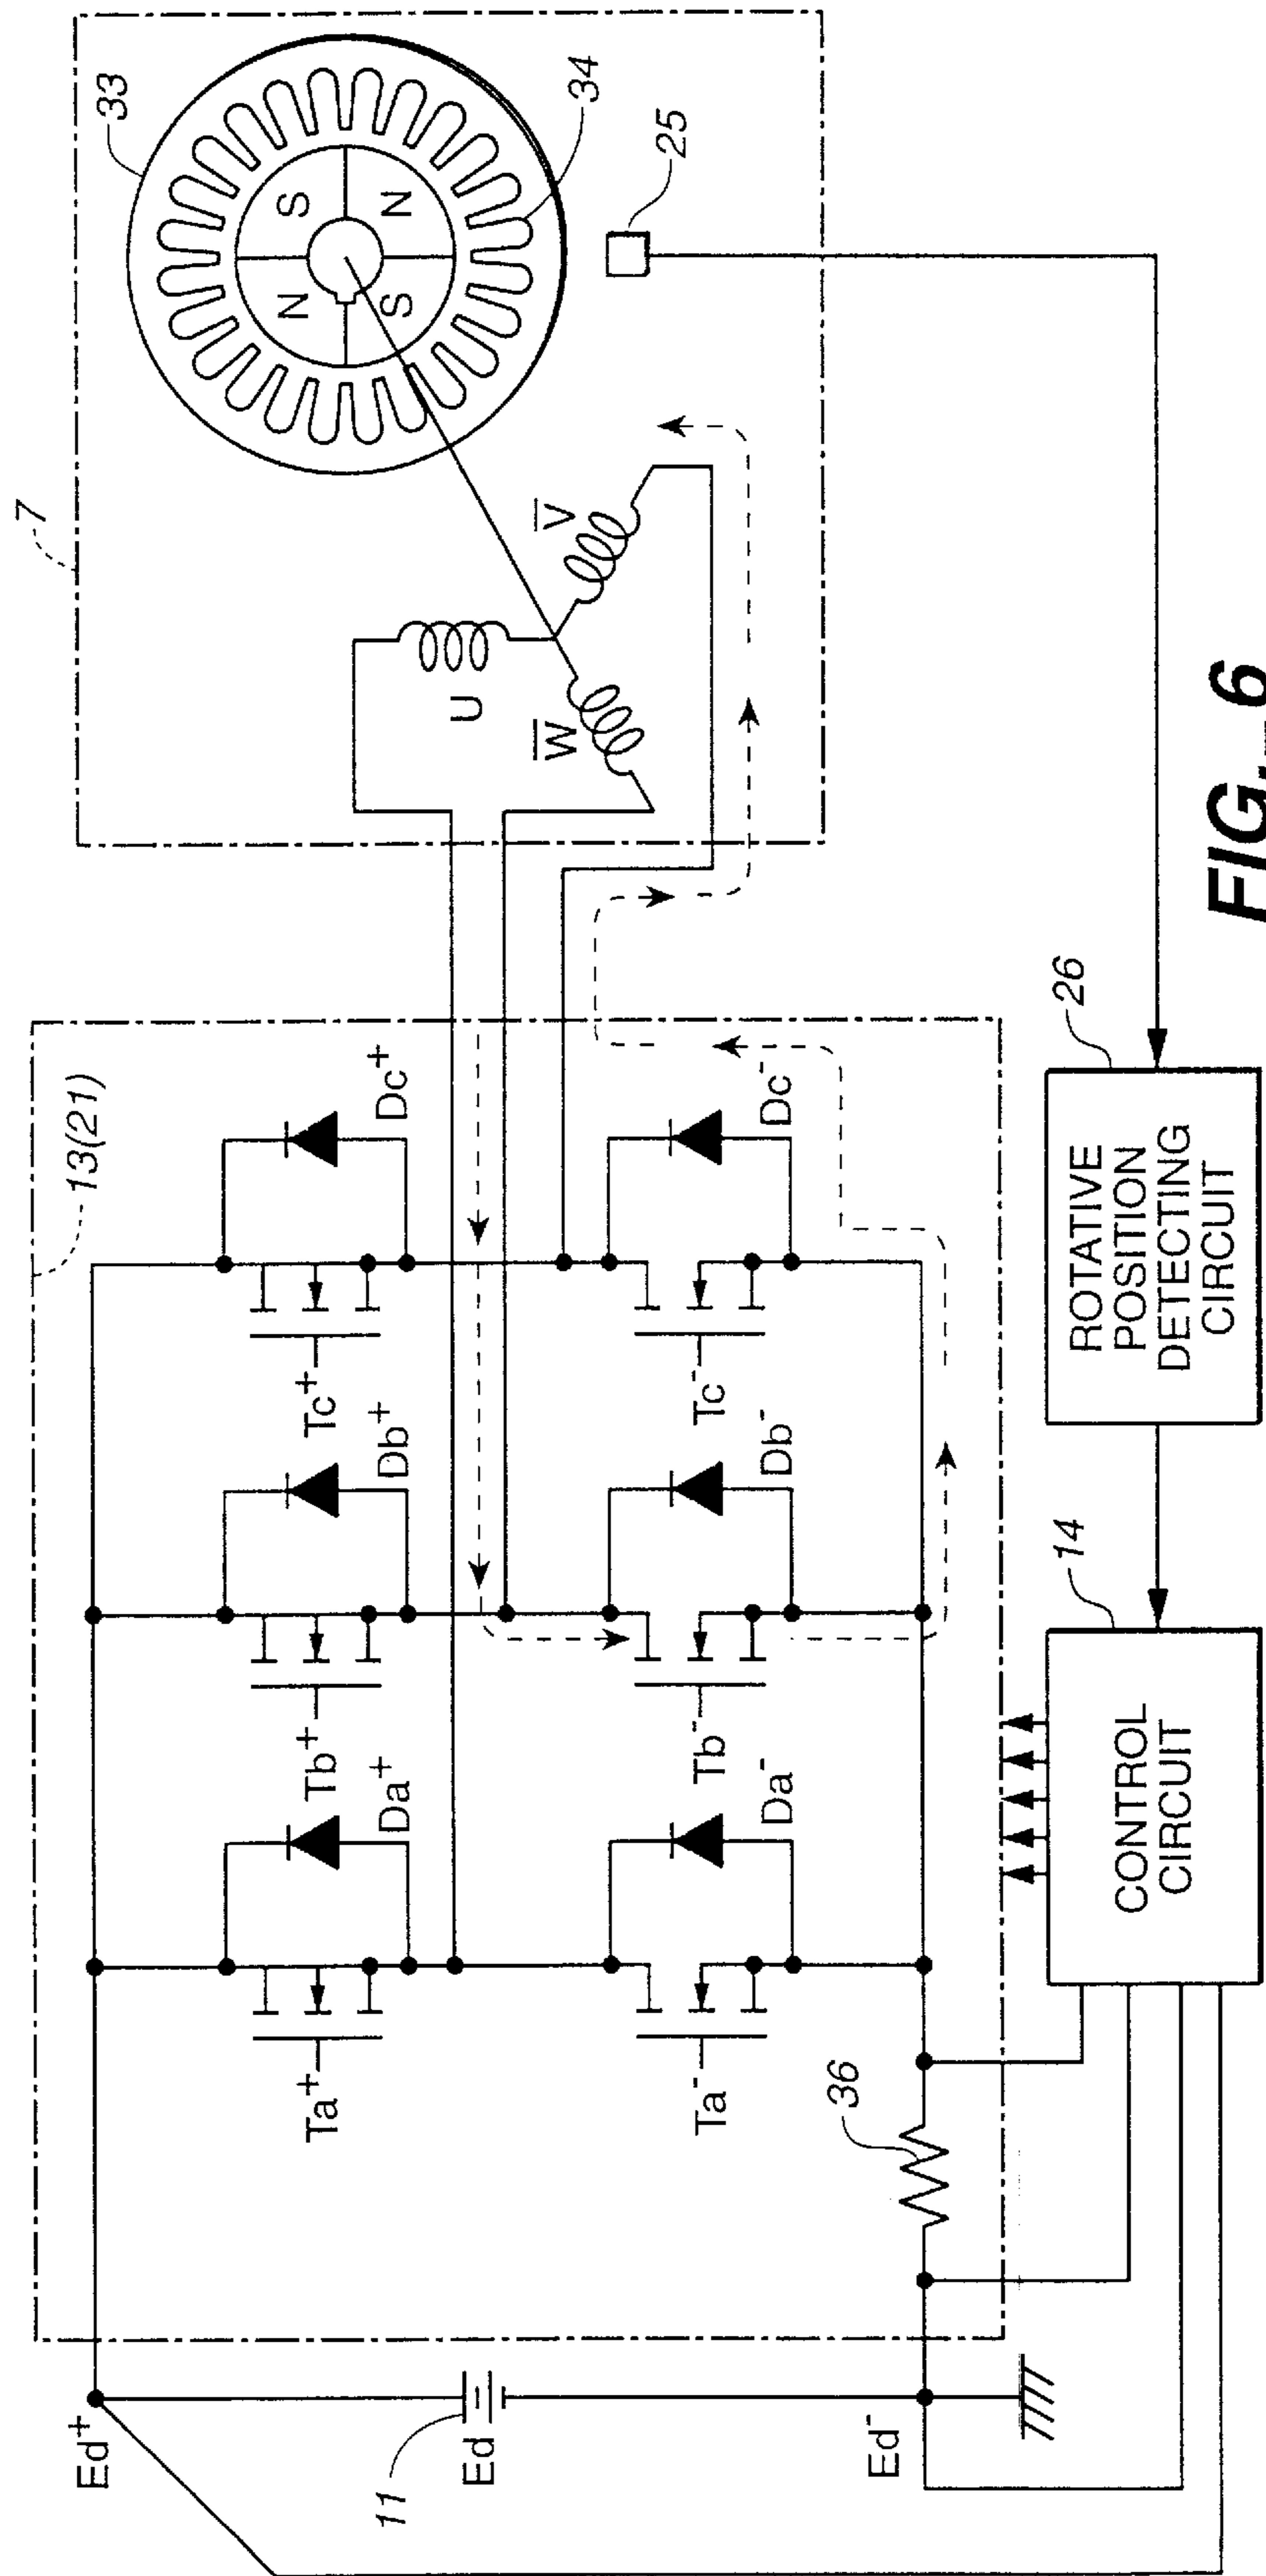 7
33
34
25
S
N
N
S
U
V̅
W̅
13(21)
Ta⁺
Da⁺
Tb⁺
Db⁺
Tc⁺
Dc⁺
Ta⁻
Da⁻
Tb⁻
Db⁻
Tc⁻
Dc⁻
Ed⁺
11
Ed
Ed⁻
36
14
CONTROL
CIRCUIT
26
ROTATIVE
POSITION
DETECTING
CIRCUIT
FIG._6